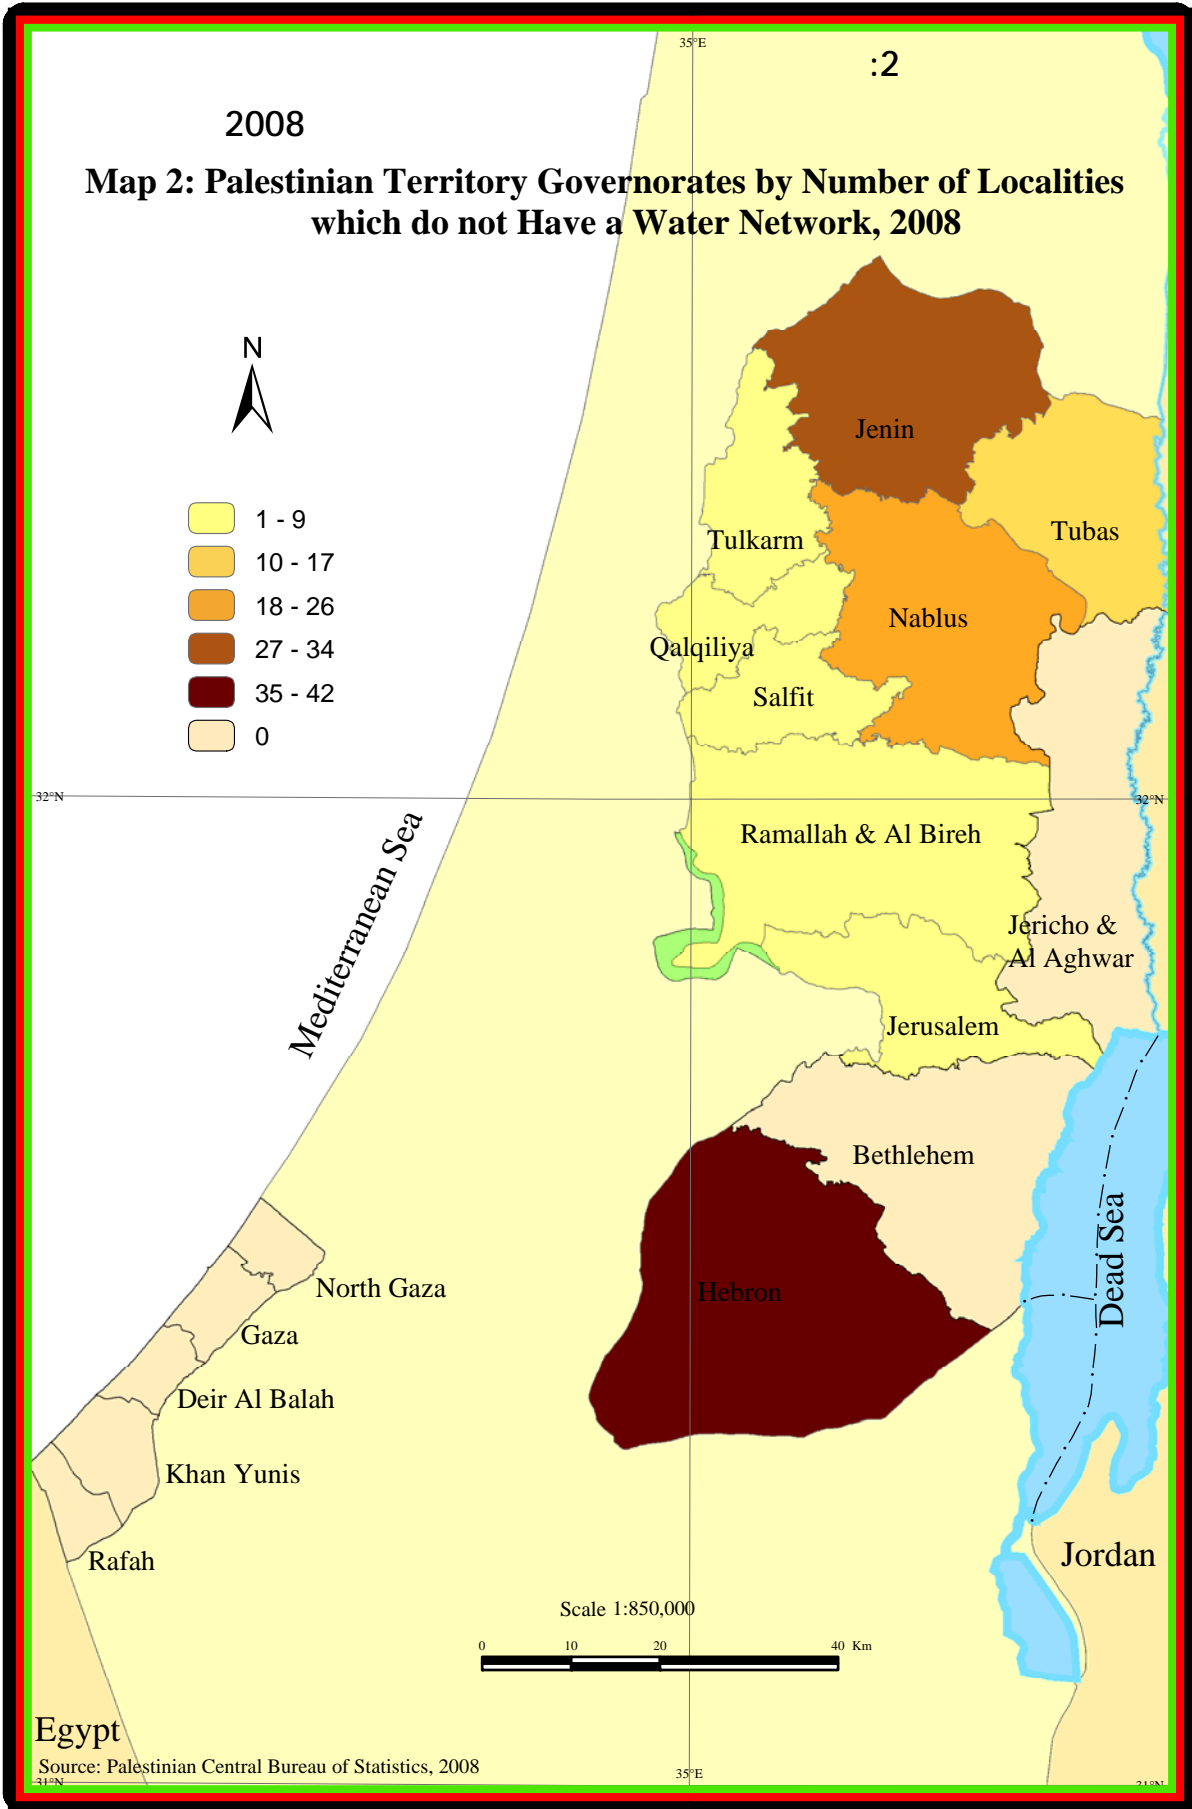 35°E
:2
2008
Map 2: Palestinian Territory Governorates by Number of Localities
which do not Have a Water Network, 2008
N
1 - 9
10 - 17
18 - 26
27 - 34
35 - 42
0
Jenin
Tubas
Tulkarm
Nablus
Qalqiliya
Salfit
32°N
32°N
Ramallah & Al Bireh
Mediterranean Sea
Jericho &
Al Aghwar
Jerusalem
Bethlehem
Dead Sea
Hebron
North Gaza
Gaza
Deir Al Balah
Khan Yunis
Rafah
Jordan
Scale 1:850,000
0 10 20 40 Km
Egypt
Source: Palestinian Central Bureau of Statistics, 2008
35°E
31°N
31°N